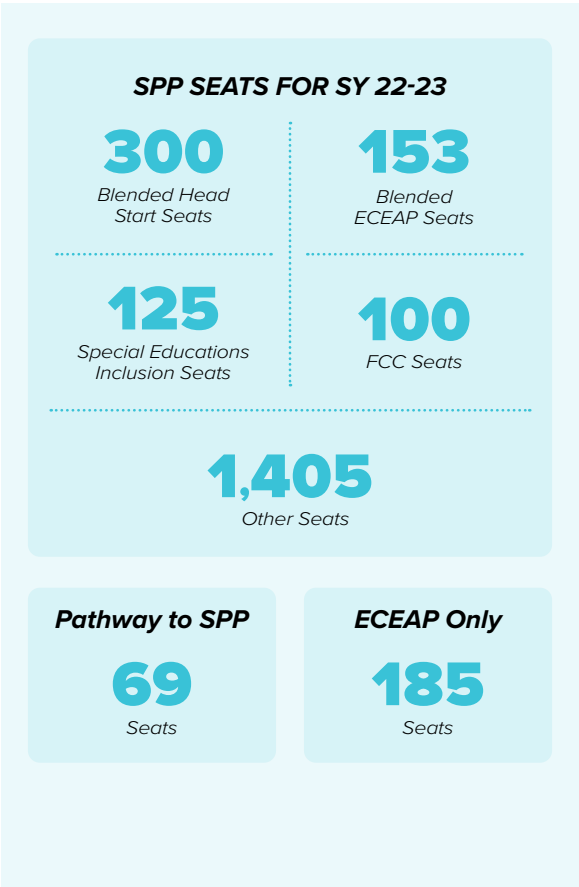 SPP SEATS FOR SY 22-23
300
Blended Head
Start Seats
153
Blended
ECEAP Seats
125
Special Educations
Inclusion Seats
100
FCC Seats
1,405
Other Seats
Pathway to SPP
69
Seats
ECEAP Only
185
Seats